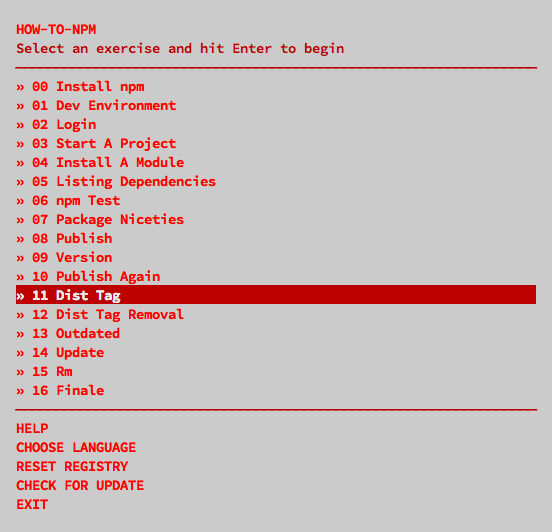 HOW-TO-NPM
Select an exercise and hit Enter to begin
» 00 Install npm
» 01 Dev Environment
» 02 Login
» 03 Start A Project
» 04 Install A Module
» 05 Listing Dependencies
» 06 npm Test
» 07 Package Niceties
» 08 Publish
» 09 Version
» 10 Publish Again
» 11 Dist Tag
» 12 Dist Tag Removal
» 13 Outdated
» 14 Update
» 15 Rm
» 16 Finale
HELP
CHOOSE LANGUAGE
RESET REGISTRY
CHECK FOR UPDATE
EXIT